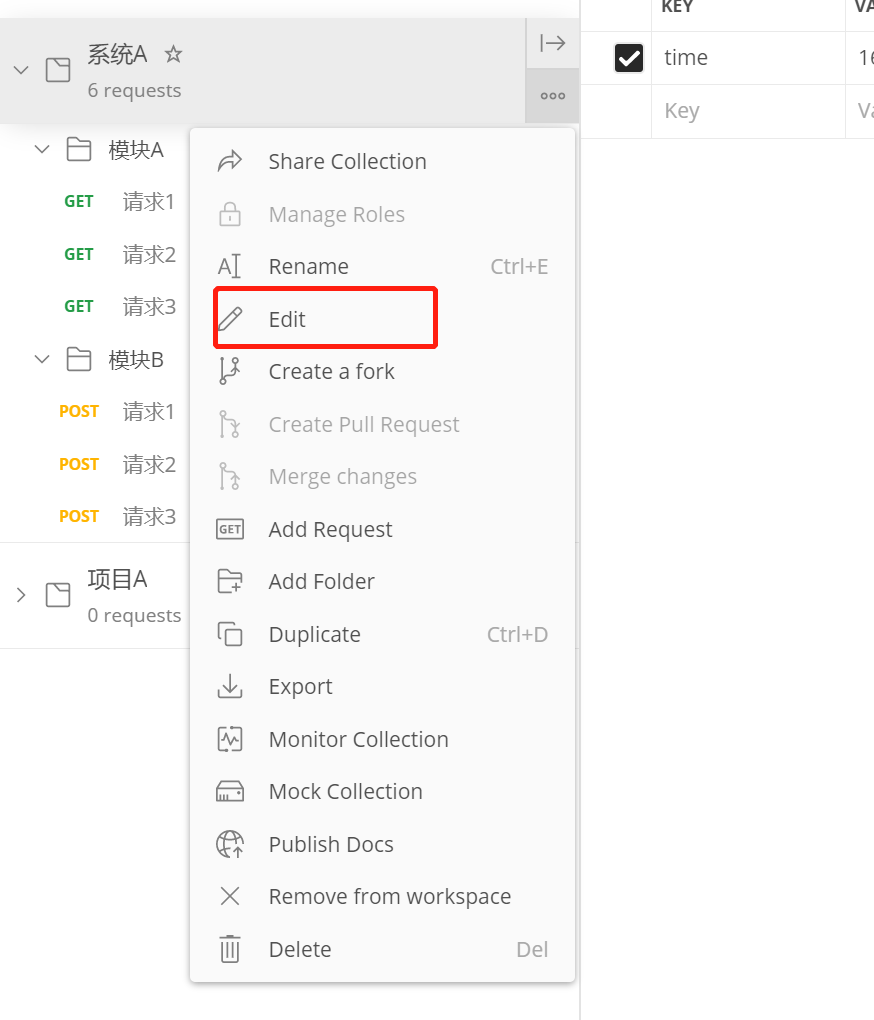 系统A
6 requests
模块A
GET 请求1
GET 请求2
GET 请求3
模块B
POST 请求1
POST 请求2
POST 请求3
项目A
0 requests
Share Collection
Manage Roles
Rename Ctrl+E
Edit
Create a fork
Create Pull Request
Merge changes
GET Add Request
Add Folder
Duplicate Ctrl+D
Export
Monitor Collection
Mock Collection
Publish Docs
Remove from workspace
Delete Del
KEY
time
Key